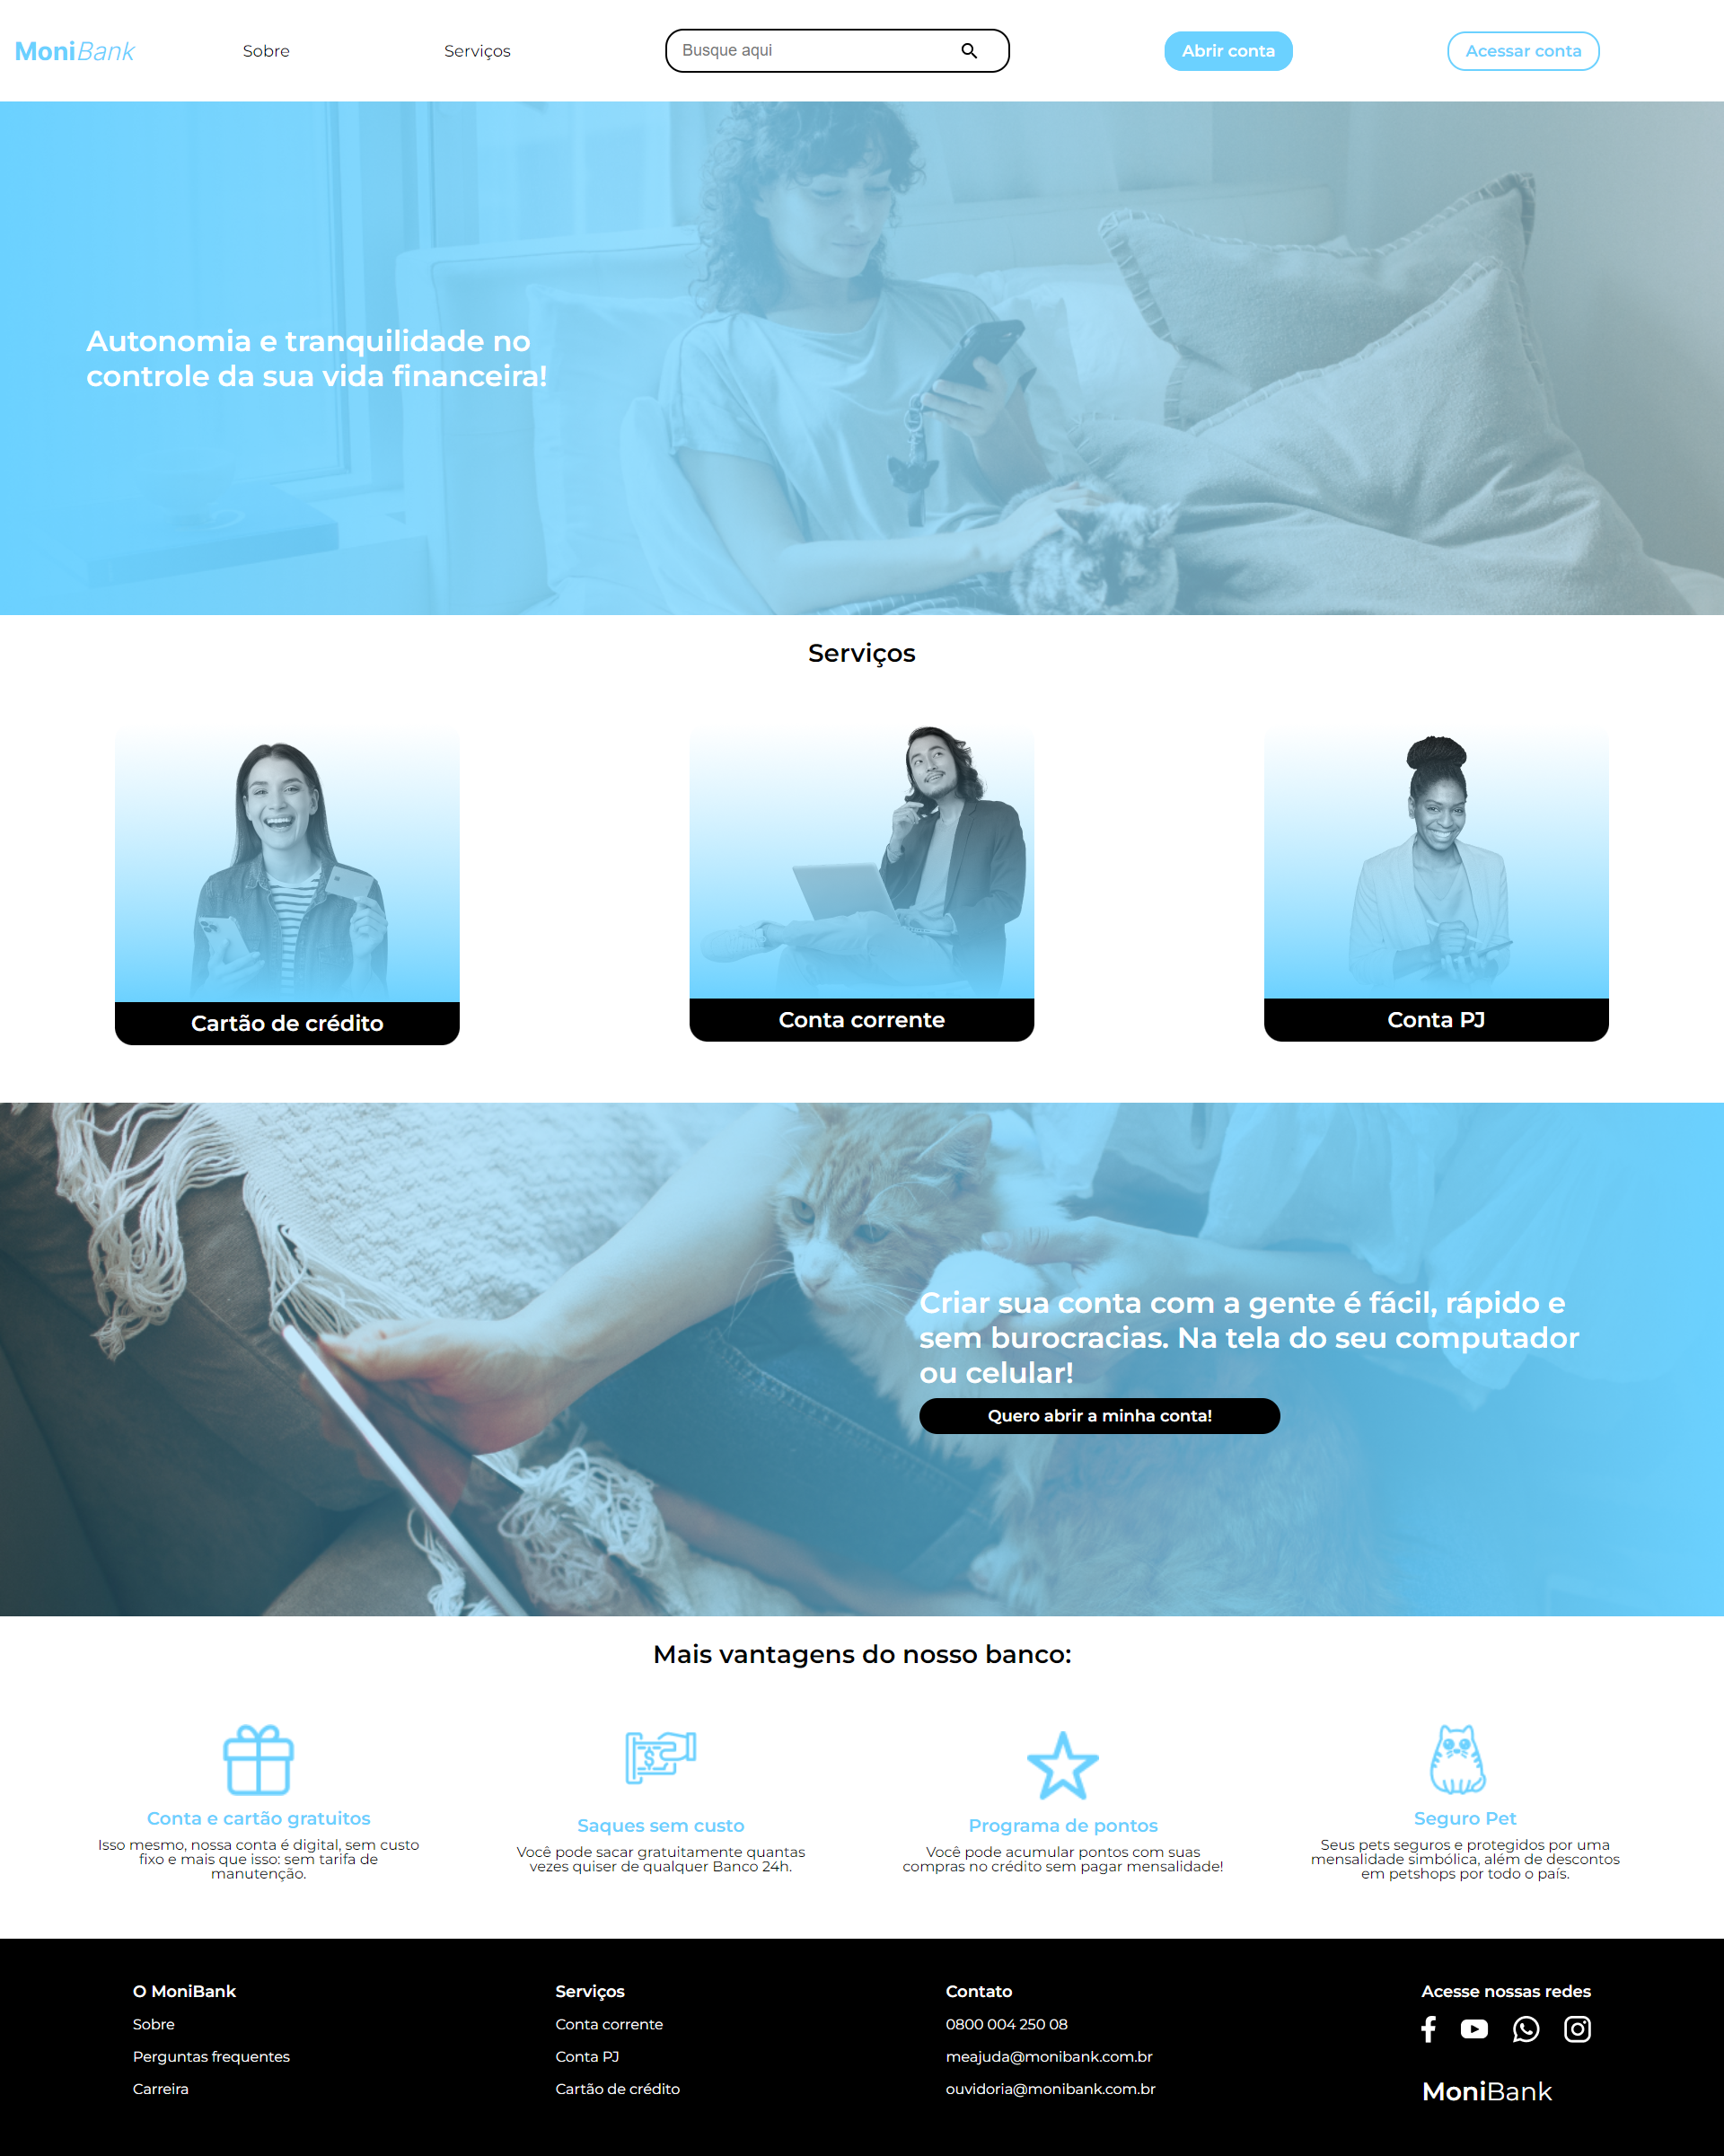 MoniBank
Sobre
Serviços
Busque aqui
Abrir conta
Acessar conta
Autonomia e tranquilidade no
controle da sua vida financeira!
Serviços
Cartão de crédito
Conta corrente
Conta PJ
Criar sua conta com a gente é fácil, rápido e
sem burocracias. Na tela do seu computador
ou celular!
Quero abrir a minha conta!
Mais vantagens do nosso banco:
Conta e cartão gratuitos
Isso mesmo, nossa conta é digital, sem custo
fixo e mais que isso: sem tarifa de
manutenção.
Saques sem custo
Você pode sacar gratuitamente quantas
vezes quiser de qualquer Banco 24h.
Programa de pontos
Você pode acumular pontos com suas
compras no crédito sem pagar mensalidade!
Seguro Pet
Seus pets seguros e protegidos por uma
mensalidade simbólica, além de descontos
em petshops por todo o país.
O MoniBank
Sobre
Perguntas frequentes
Carreira
Serviços
Conta corrente
Conta PJ
Cartão de crédito
Contato
0800 004 250 08
meajuda@monibank.com.br
ouvidoria@monibank.com.br
Acesse nossas redes
MoniBank